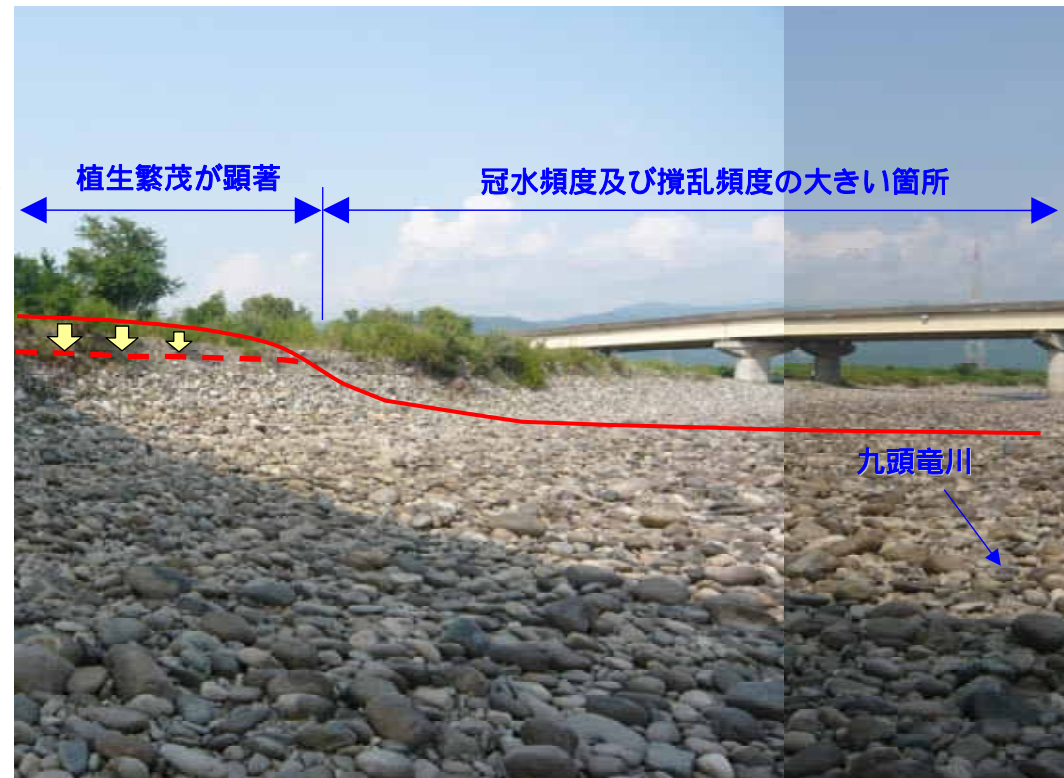 植生繁茂が顕著
冠水頻度及び撹乱頻度の大きい箇所
九頭竜川